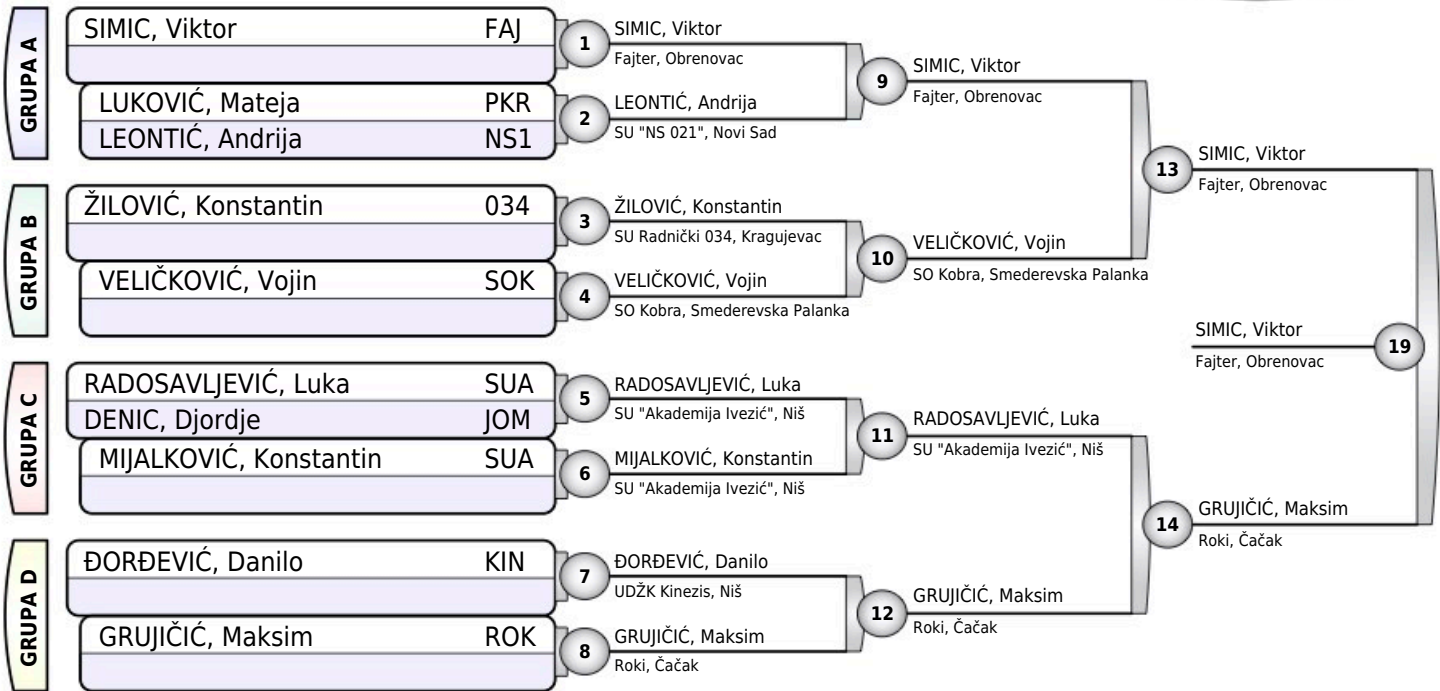 GRUPA A
SIMIC, Viktor FAJ
LUKOVIĆ, Mateja PKR
LEONTIĆ, Andrija NS1
1
SIMIC, Viktor
Fajter, Obrenovac
2
LEONTIĆ, Andrija
SU "NS 021", Novi Sad
9
SIMIC, Viktor
Fajter, Obrenovac
GRUPA B
ŽILOVIĆ, Konstantin 034
VELIČKOVIĆ, Vojin SOK
3
ŽILOVIĆ, Konstantin
SU Radnički 034, Kragujevac
4
VELIČKOVIĆ, Vojin
SO Kobra, Smederevska Palanka
10
VELIČKOVIĆ, Vojin
SO Kobra, Smederevska Palanka
13
SIMIC, Viktor
Fajter, Obrenovac
GRUPA C
RADOSAVLJEVIĆ, Luka SUA
DENIC, Djordje JOM
MIJALKOVIĆ, Konstantin SUA
5
RADOSAVLJEVIĆ, Luka
SU "Akademija Ivezić", Niš
6
MIJALKOVIĆ, Konstantin
SU "Akademija Ivezić", Niš
11
RADOSAVLJEVIĆ, Luka
SU "Akademija Ivezić", Niš
GRUPA D
ĐORĐEVIĆ, Danilo KIN
GRUJIČIĆ, Maksim ROK
7
ĐORĐEVIĆ, Danilo
UDŽK Kinezis, Niš
8
GRUJIČIĆ, Maksim
Roki, Čačak
12
GRUJIČIĆ, Maksim
Roki, Čačak
14
GRUJIČIĆ, Maksim
Roki, Čačak
SIMIC, Viktor
Fajter, Obrenovac
19